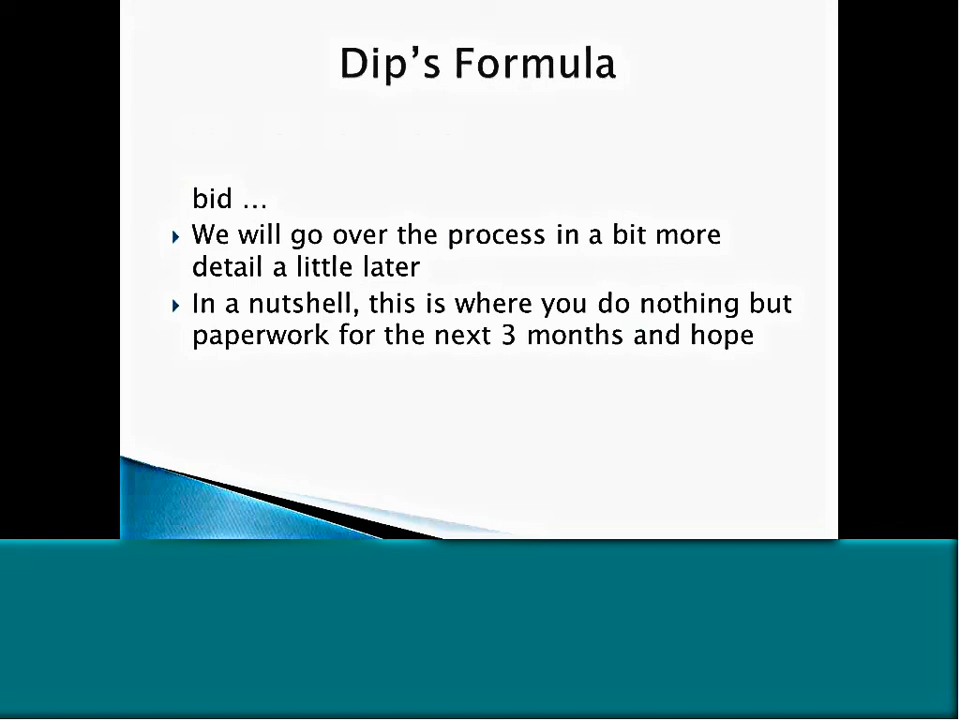 Dip’s Formula
bid …
We will go over the process in a bit more
detail a little later
In a nutshell, this is where you do nothing but
paperwork for the next 3 months and hope